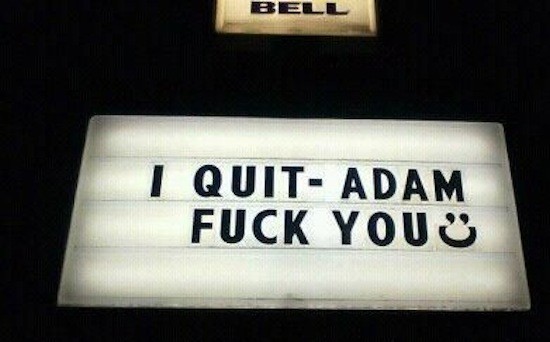 BELL
I QUIT- ADAM
FUCK YOU Ü